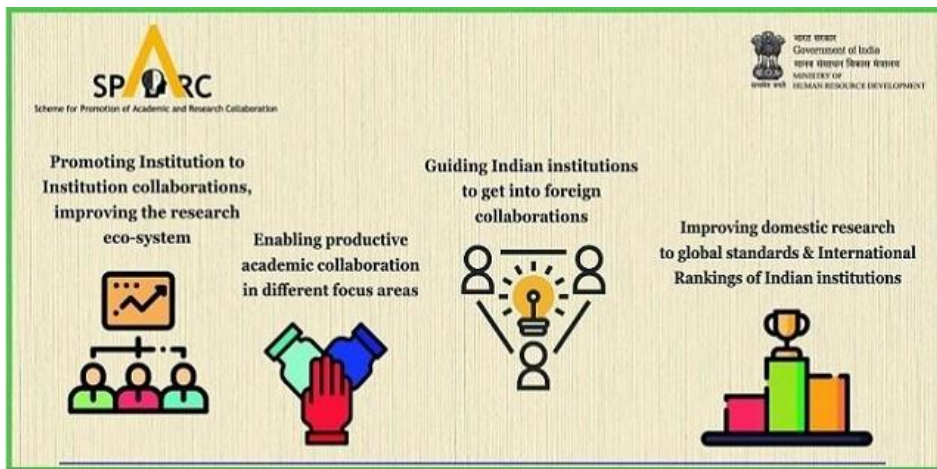 SPARC
Scheme for Promotion of Academic and Research Collaboration
भारत सरकार
Government of India
मानव संसाधन विकास मंत्रालय
MINISTRY OF
HUMAN RESOURCE DEVELOPMENT
सत्यमेव जयते
Promoting Institution to
Institution collaborations,
improving the research
eco-system
Enabling productive
academic collaboration
in different focus areas
Guiding Indian institutions
to get into foreign
collaborations
Improving domestic research
to global standards & International
Rankings of Indian institutions